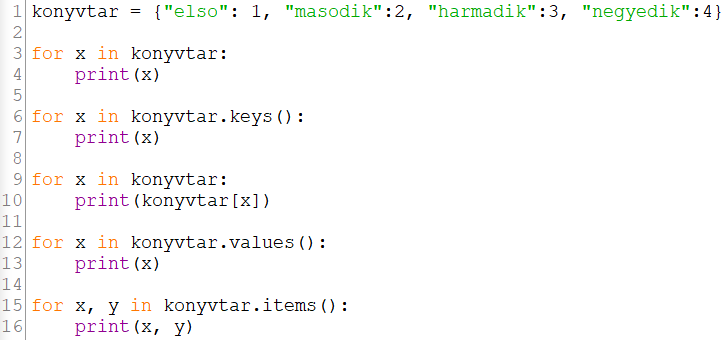 1 konyvtar = {"elso": 1, "masodik":2, "harmadik":3, "negyedik":4}
2
3 for x in konyvtar:
4     print(x)
5
6 for x in konyvtar.keys():
7     print(x)
8
9 for x in konyvtar:
10     print(konyvtar[x])
11
12 for x in konyvtar.values():
13     print(x)
14
15 for x, y in konyvtar.items():
16     print(x, y)